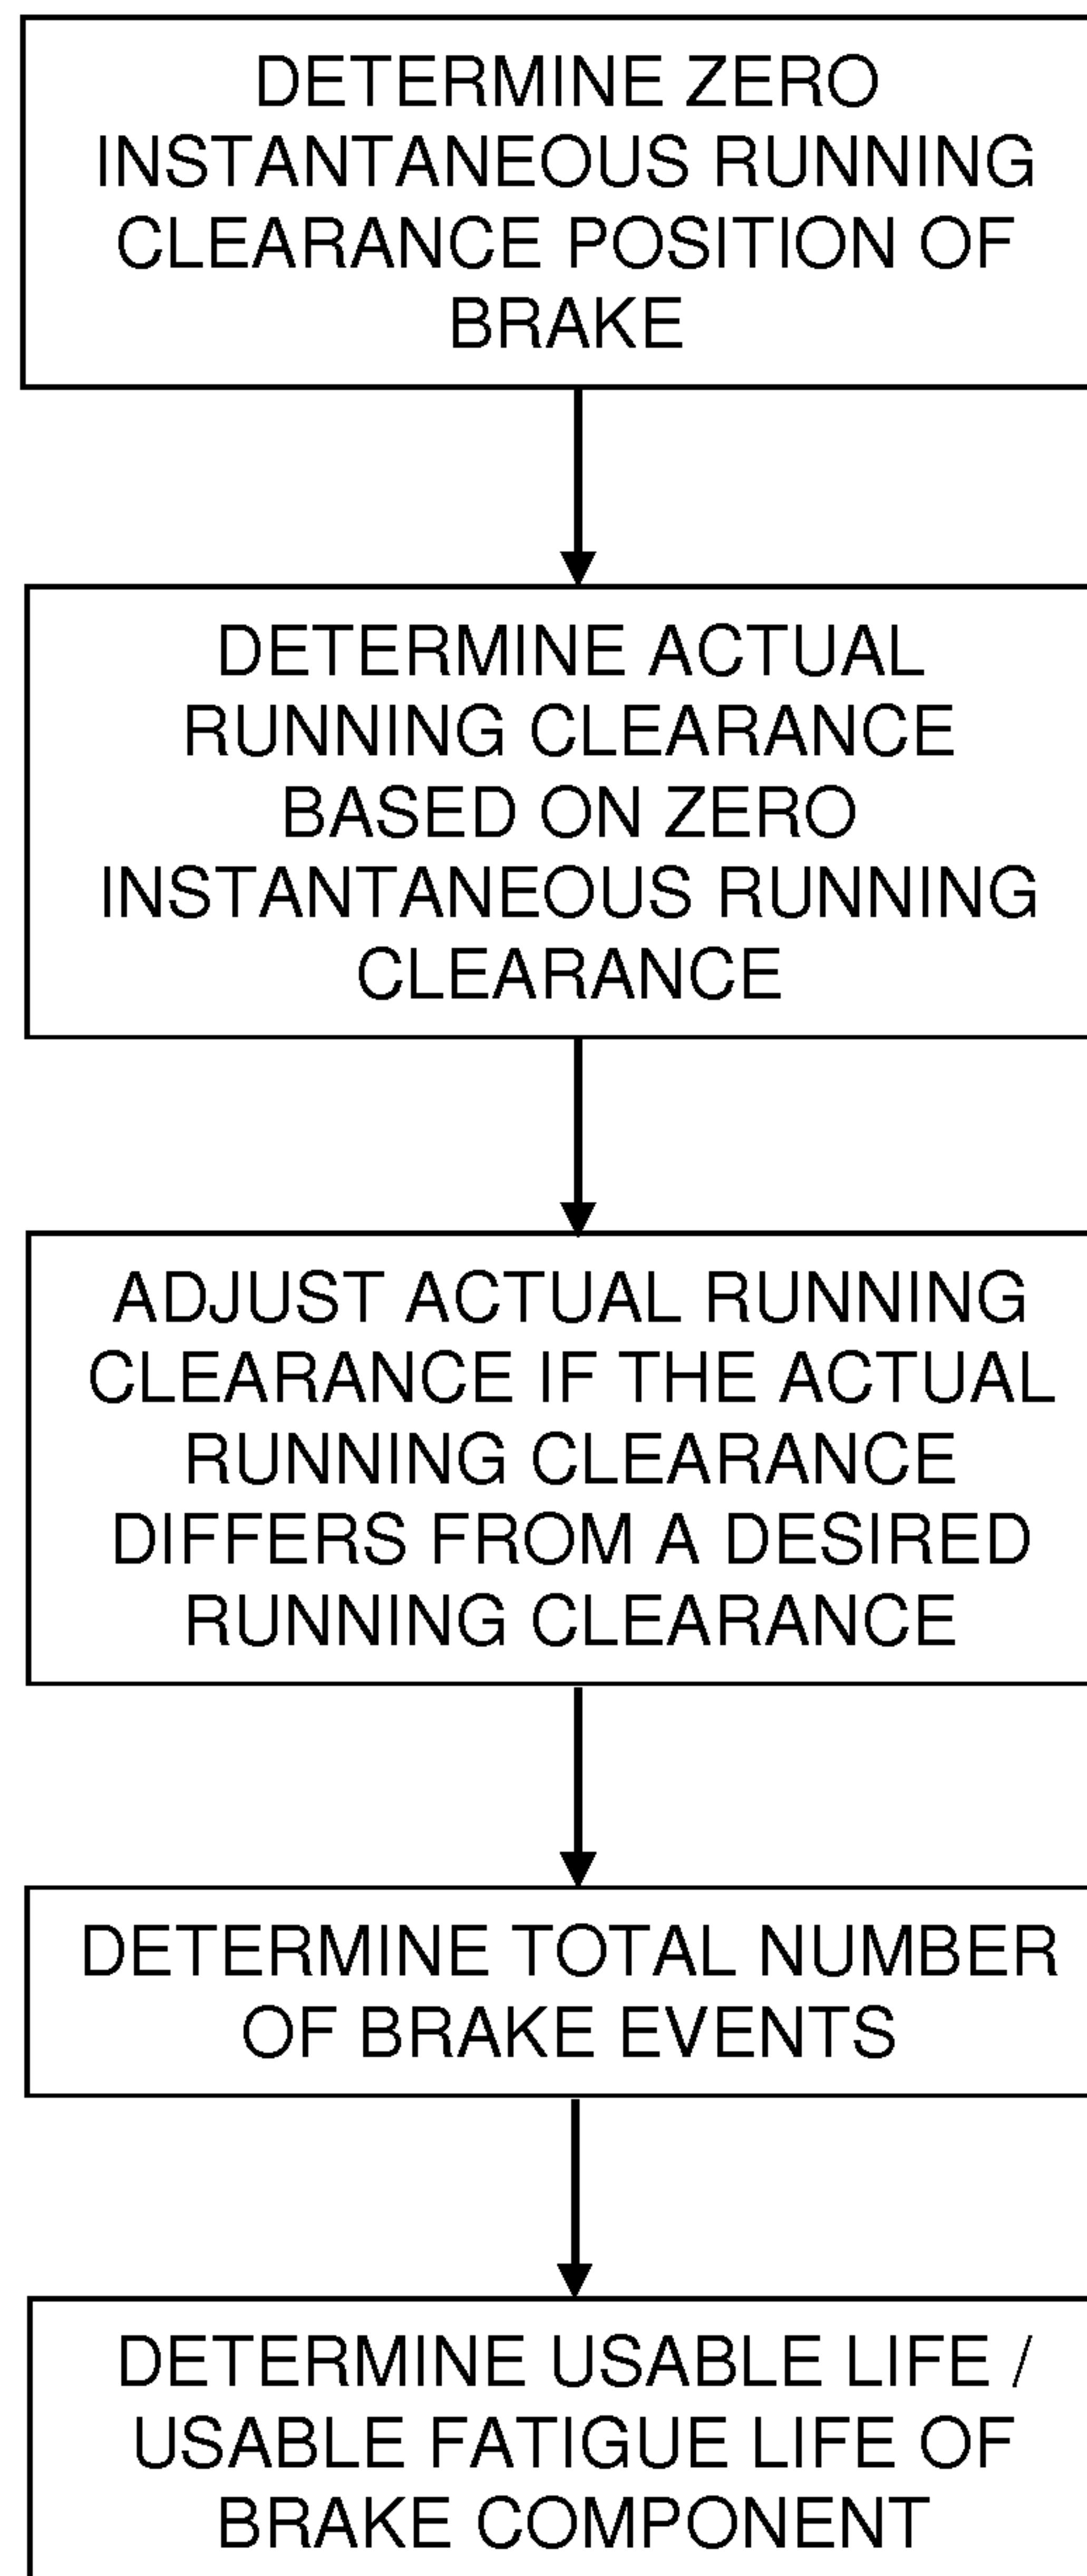 DETERMINE ZERO
INSTANTANEOUS RUNNING
CLEARANCE POSITION OF
BRAKE
DETERMINE ACTUAL
RUNNING CLEARANCE
BASED ON ZERO
INSTANTANEOUS RUNNING
CLEARANCE
ADJUST ACTUAL RUNNING
CLEARANCE IF THE ACTUAL
RUNNING CLEARANCE
DIFFERS FROM A DESIRED
RUNNING CLEARANCE
DETERMINE TOTAL NUMBER
OF BRAKE EVENTS
DETERMINE USABLE LIFE /
USABLE FATIGUE LIFE OF
BRAKE COMPONENT